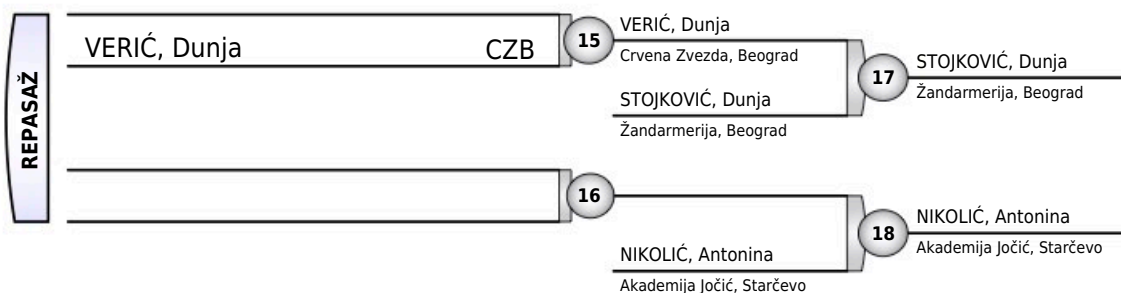 REPASAŽ
VERIĆ, Dunja CZB
15
VERIĆ, Dunja
Crvena Zvezda, Beograd
STOJKOVIĆ, Dunja
Žandarmerija, Beograd
17
STOJKOVIĆ, Dunja
Žandarmerija, Beograd
16
NIKOLIĆ, Antonina
Akademija Jočić, Starčevo
18
NIKOLIĆ, Antonina
Akademija Jočić, Starčevo